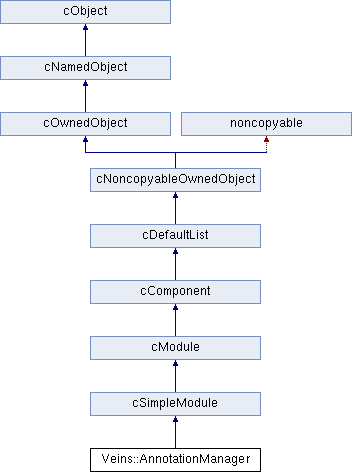 cObject
cNamedObject
cOwnedObject
noncopyable
cNoncopyableOwnedObject
cDefaultList
cComponent
cModule
cSimpleModule
Veins::AnnotationManager